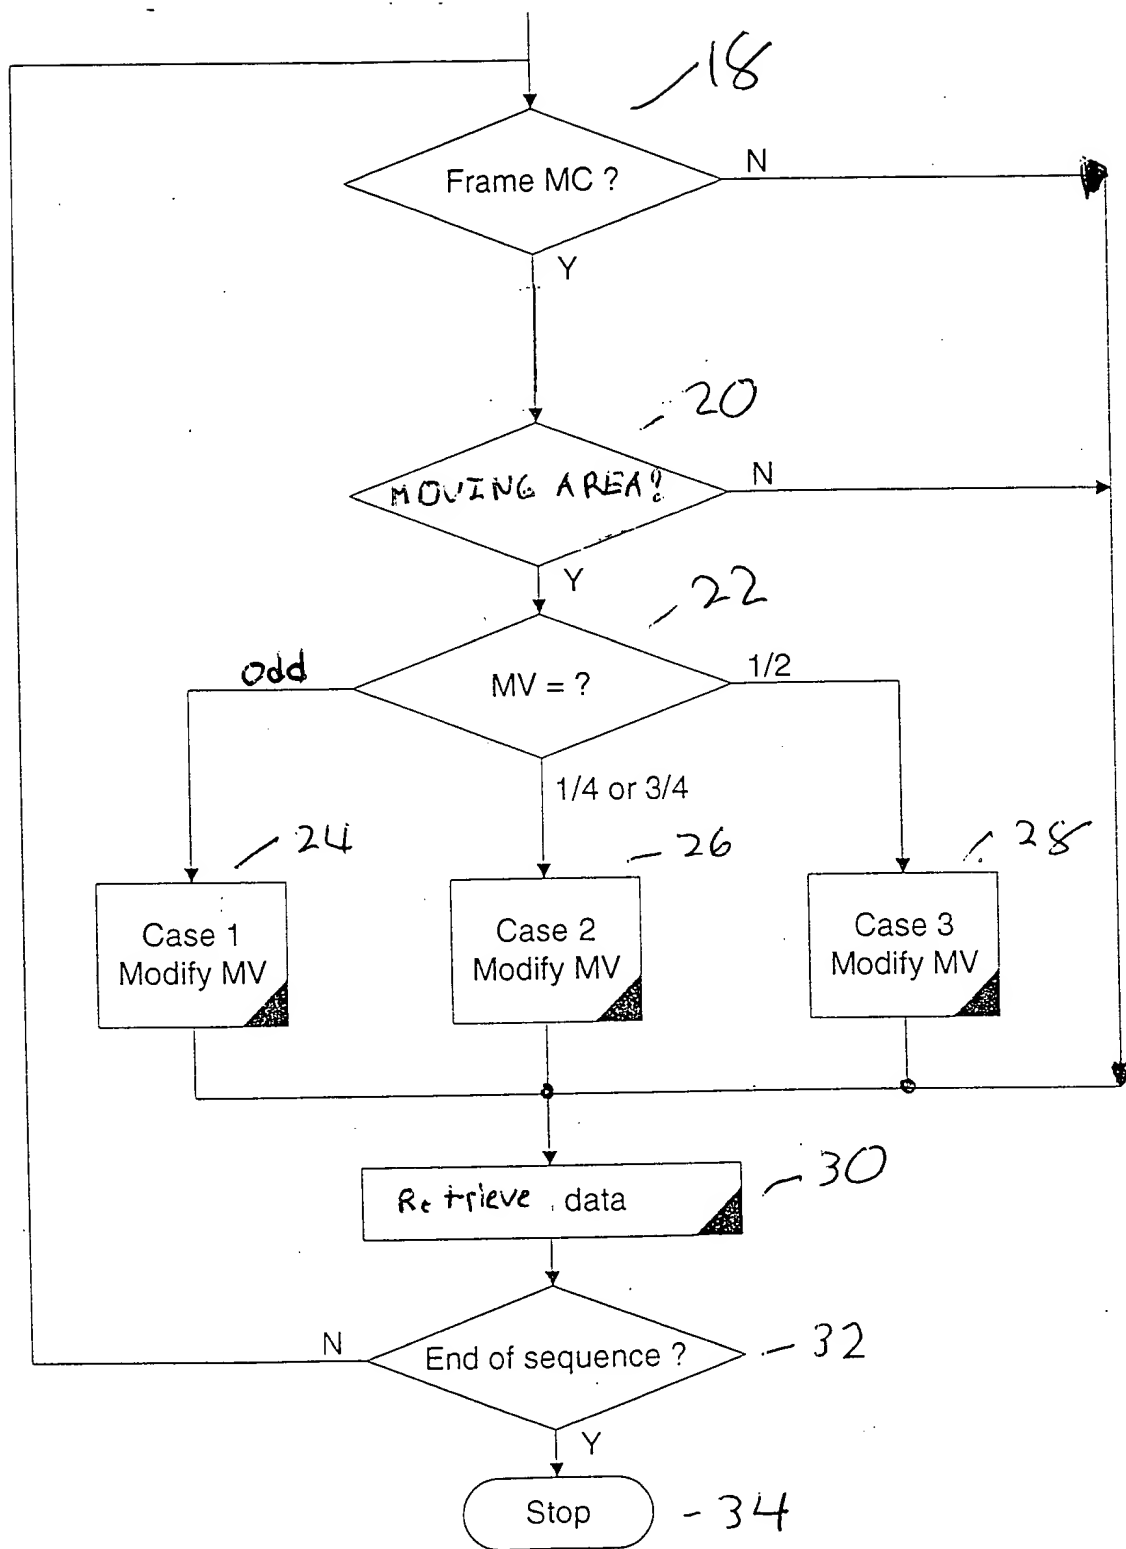 18
Frame MC ?
N
Y
20
MOVING AREA?
N
Y
22
odd
MV = ?
1/2
1/4 or 3/4
24
26
28
Case 1
Modify MV
Case 2
Modify MV
Case 3
Modify MV
30
Retrieve data
N
End of sequence ?
32
Y
Stop
34